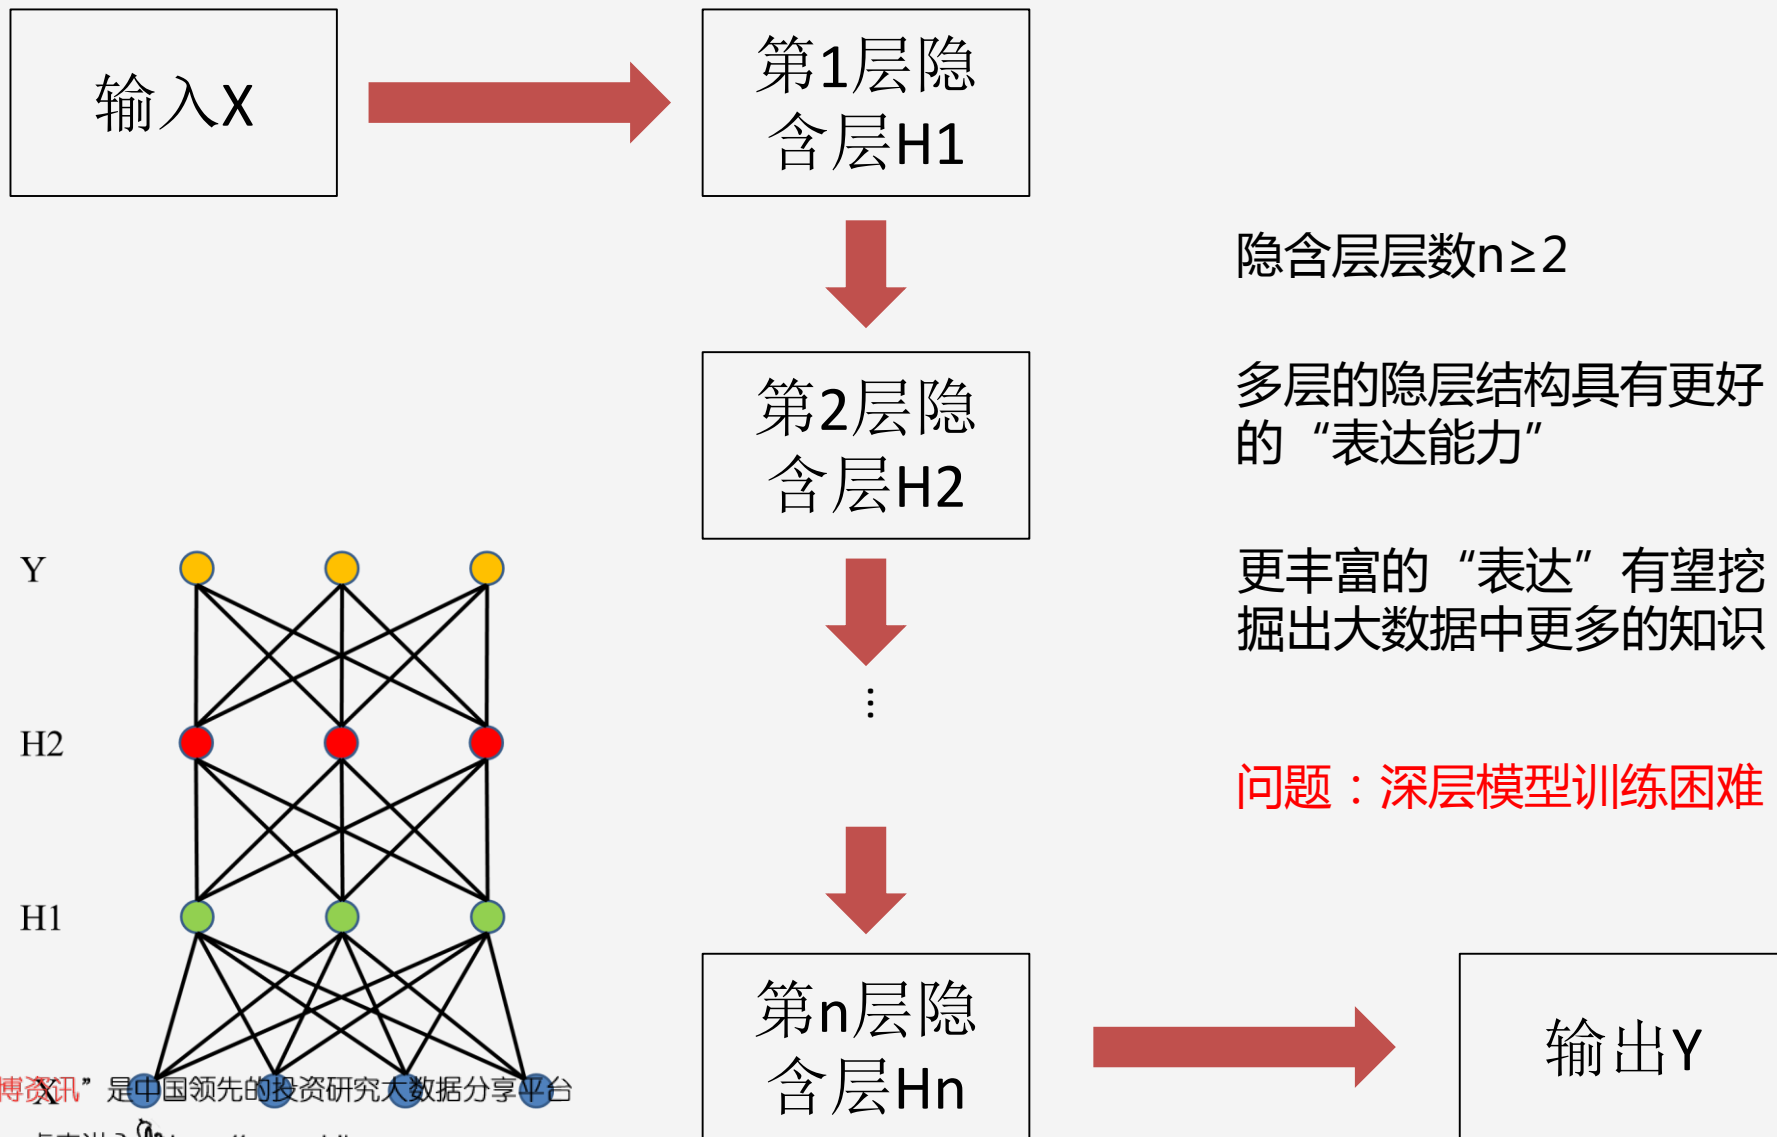 输入X
第1层隐
含层H1
隐含层层数n≥2
第2层隐
含层H2
多层的隐层结构具有更好
的“表达能力”
更丰富的“表达”有望挖
掘出大数据中更多的知识
⋮
问题：深层模型训练困难
Y
H2
H1
X
第n层隐
含层Hn
输出Y
博资讯”是中国领先的投资研究大数据分享平台